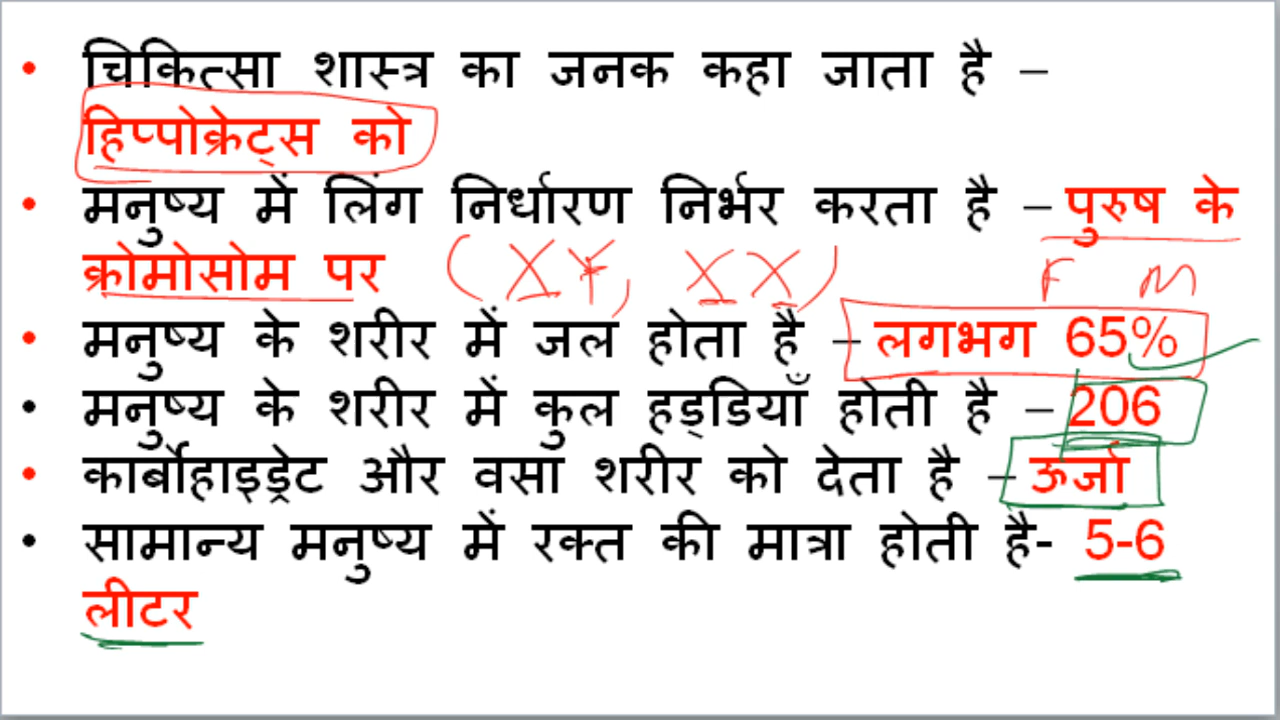 • चिकित्सा शास्त्र का जनक कहा जाता है –
हिप्पोक्रेट्स को
• मनुष्य में लिंग निर्धारण निर्भर करता है – पुरुष के
क्रोमोसोम पर (XY, XX) F M
• मनुष्य के शरीर में जल होता है – लगभग 65%
• मनुष्य के शरीर में कुल हड्डियाँ होती है – 206
• कार्बोहाइड्रेट और वसा शरीर को देता है – ऊर्जा
• सामान्य मनुष्य में रक्त की मात्रा होती है- 5-6
लीटर